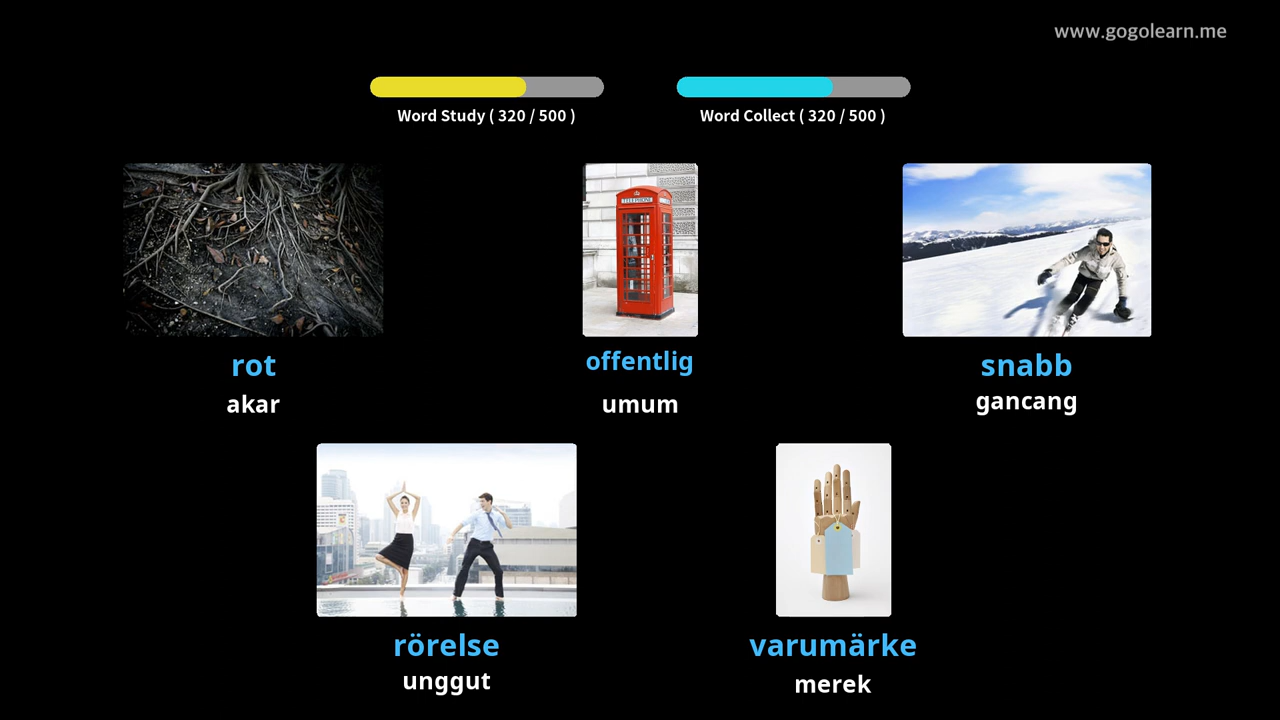 www.gogolearn.me
Word Study ( 320 / 500 )
Word Collect ( 320 / 500 )
TELEPHONE
rot
akar
offentlig
umum
snabb
gancang
rörelse
unggut
varumärke
merek